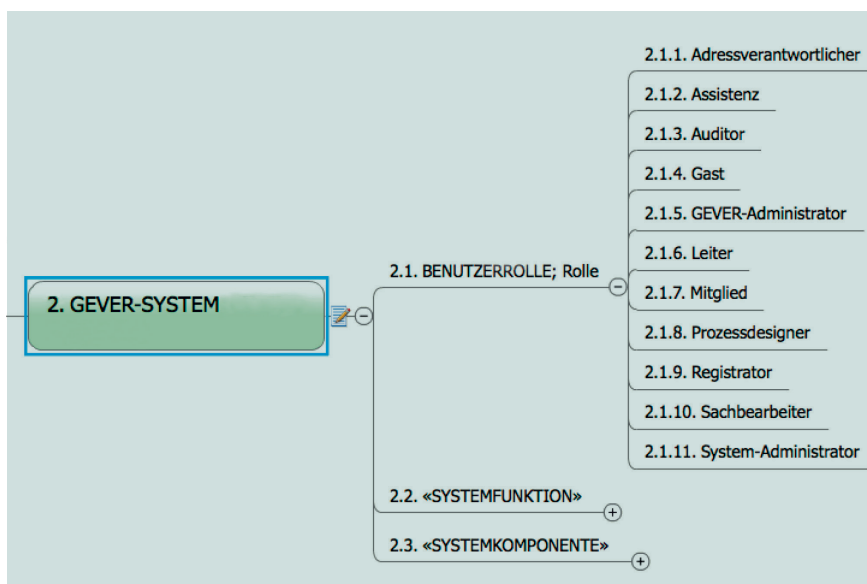 2. GEVER-SYSTEM
2.1. BENUTZERROLLE; Rolle
2.1.1. Adressverantwortlicher
2.1.2. Assistenz
2.1.3. Auditor
2.1.4. Gast
2.1.5. GEVER-Administrator
2.1.6. Leiter
2.1.7. Mitglied
2.1.8. Prozessdesigner
2.1.9. Registrator
2.1.10. Sachbearbeiter
2.1.11. System-Administrator
2.2. «SYSTEMFUNKTION»
2.3. «SYSTEMKOMPONENTE»